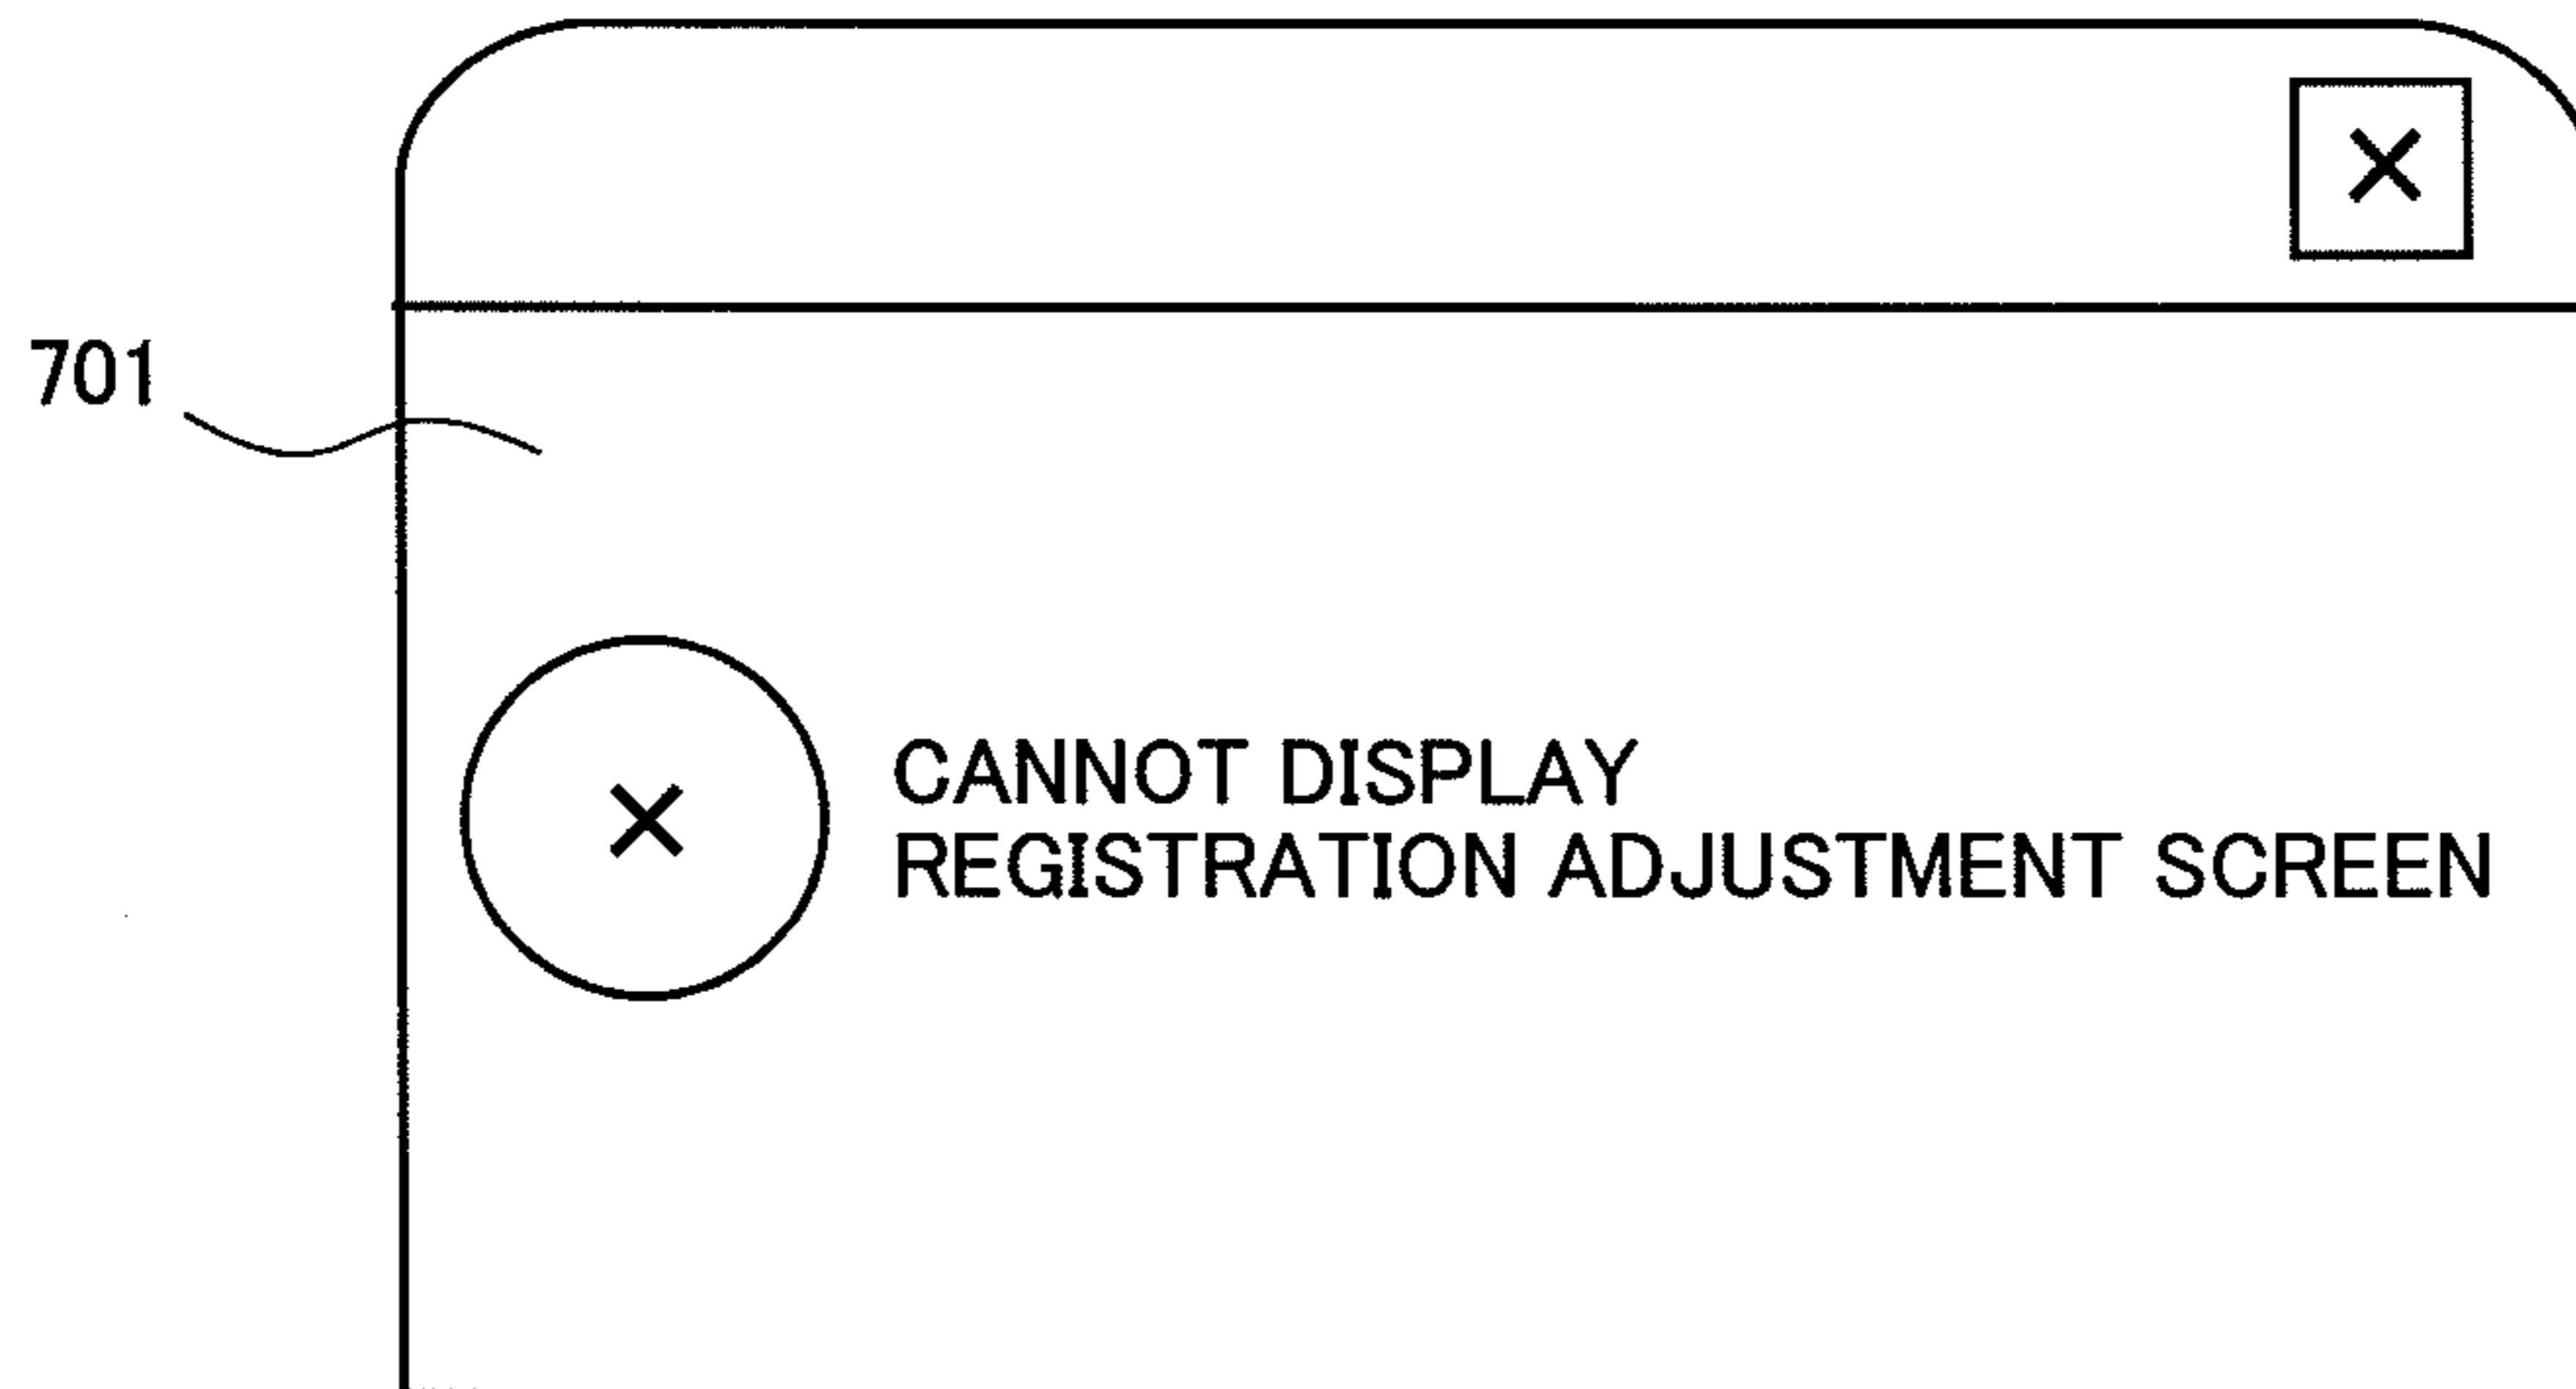 ×
701
×
CANNOT DISPLAY
REGISTRATION ADJUSTMENT SCREEN